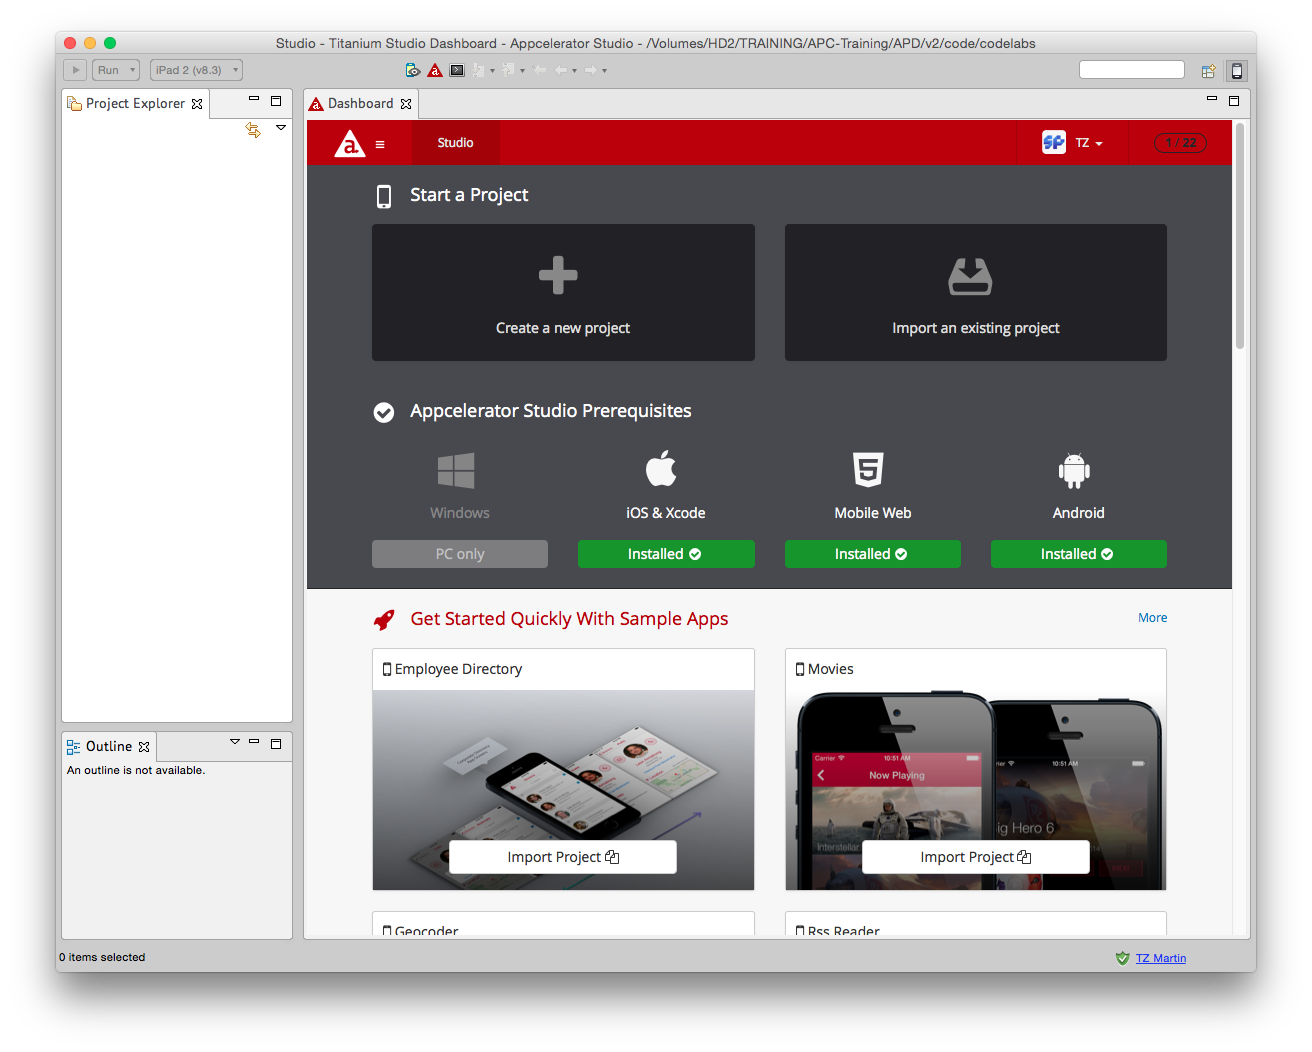 Studio - Titanium Studio Dashboard - Appcelerator Studio - /Volumes/HD2/TRAINING/APC-Training/APD/v2/code/codelabs
Run
iPad 2 (v8.3)
Project Explorer
Dashboard
Studio
TZ
1 / 22
Start a Project
Create a new project
Import an existing project
Appcelerator Studio Prerequisites
Windows
iOS & Xcode
Mobile Web
Android
PC only
Installed
Installed
Installed
Get Started Quickly With Sample Apps
More
Employee Directory
Movies
Carrier
10:51 AM
10:51 AM
Now Playing
Interstellar
ig Hero 6
Import Project
Import Project
Geocoder
Rss Reader
Outline
An outline is not available.
0 items selected
TZ Martin